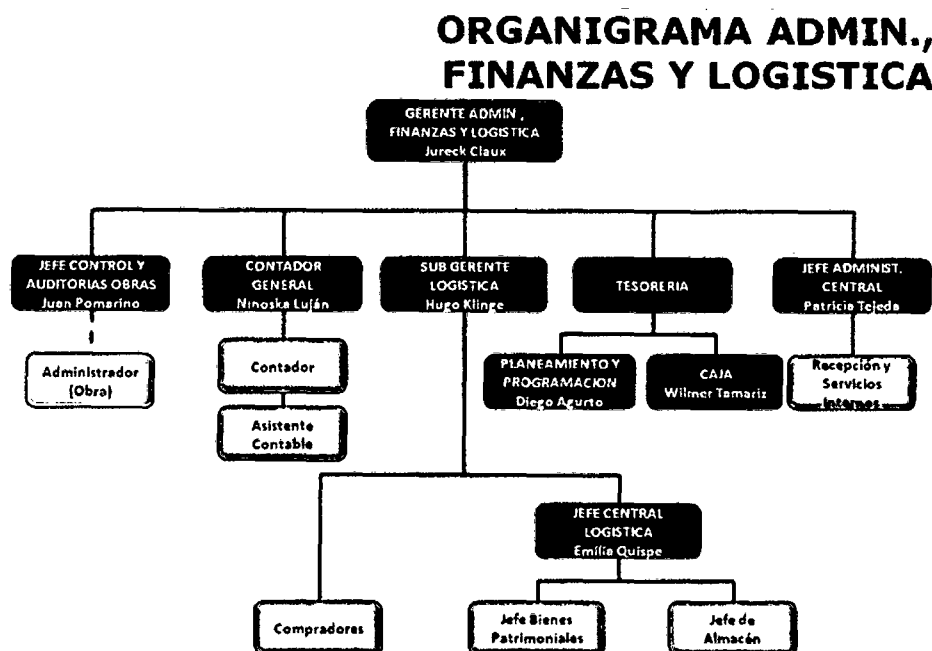 ORGANIGRAMA ADMIN.,
FINANZAS Y LOGISTICA
GERENTE ADMIN,
FINANZAS Y LOGISTICA
Jureck Claux
JEFE CONTROL Y
AUDITORIAS OBRAS
Juan Pomarino
CONTADOR
GENERAL
Ninoska Luján
SUB GERENTE
LOGISTICA
Hugo Klinge
TESORERIA
JEFE ADMINIST.
CENTRAL
Patricia Tejeda
Administrador
(Obra)
Contador
Asistente
Contable
PLANEAMIENTO Y
PROGRAMACION
Diego Agurto
CAJA
Wilmer Tamariz
Recepción y
Servicios
Internos
JEFE CENTRAL
LOGISTICA
Emilia Quispe
Compradores
Jefe Bienes
Patrimoniales
Jefe de
Almacén